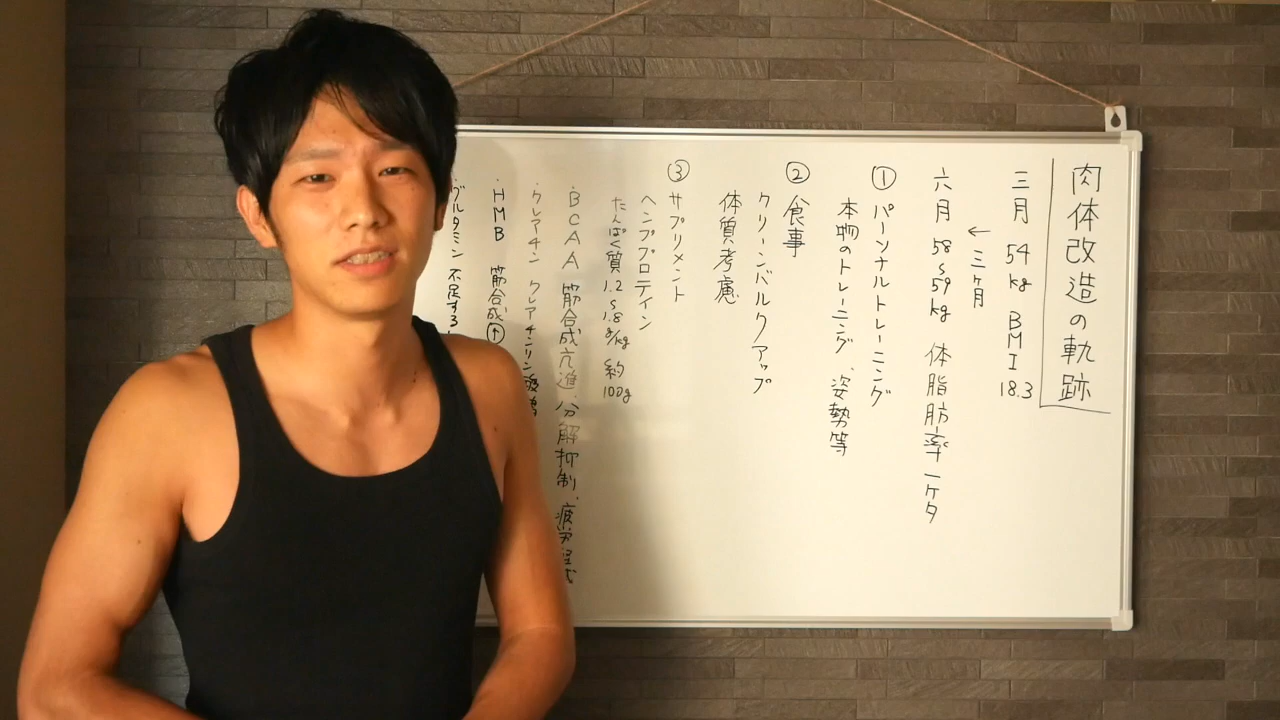 肉体改造の軌跡
三月 54kg BMI 18.3
← 三ヶ月
六月 58〜59kg 体脂肪率一ケタ
① パーソナルトレーニング
本物のトレーニング、姿勢等
② 食事
クリーンバルクアップ
体質考慮
③ サプリメント
ヘンププロテイン
たんぱく質 1.2〜1.8g/kg 約100g
・BCAA 筋合成亢進、分解抑制、疲労軽減
・クレアチン クレアチンリン酸
・HMB 筋合成↑
・グルタミン 不足する